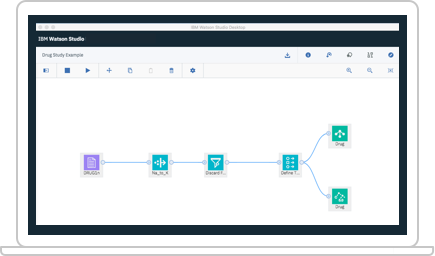 IBM Watson Studio Desktop
IBM Watson Studio
Drug Study Example
Drug
DRUG1n
Na_to_K
Discard F...
Define T...
Drug